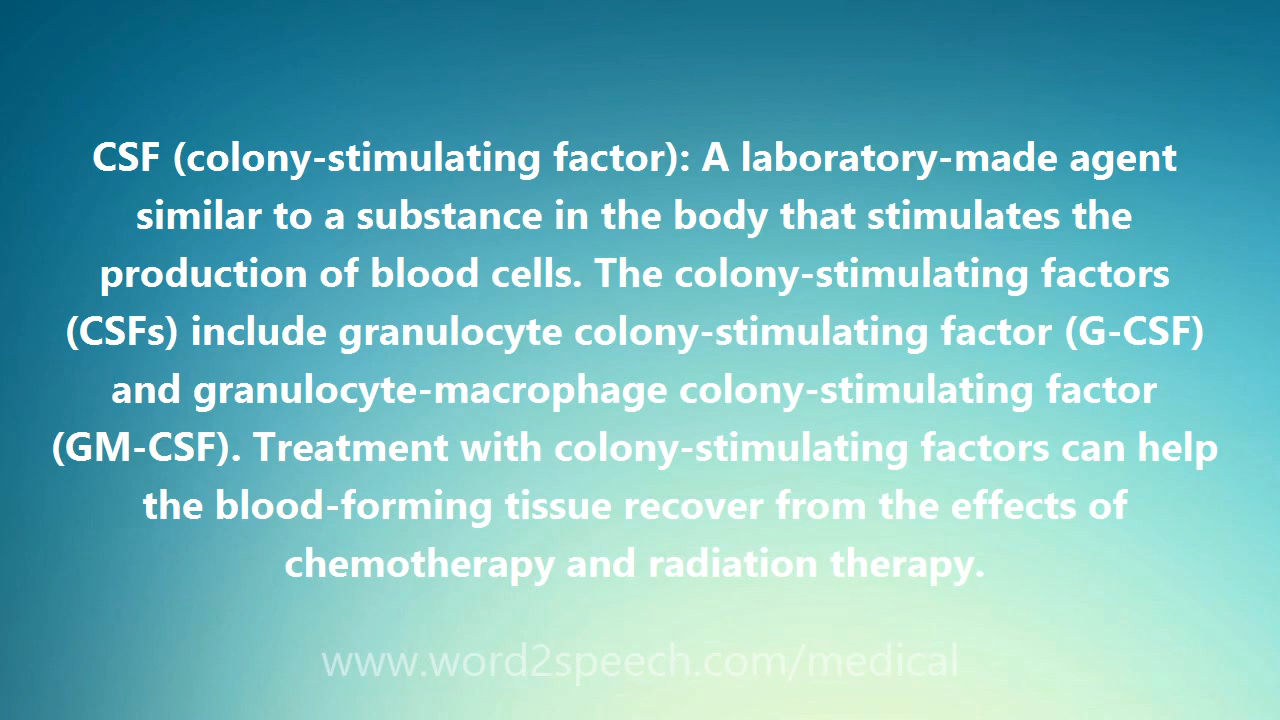 CSF (colony-stimulating factor): A laboratory-made agent
similar to a substance in the body that stimulates the
production of blood cells. The colony-stimulating factors
(CSFs) include granulocyte colony-stimulating factor (G-CSF)
and granulocyte-macrophage colony-stimulating factor
(GM-CSF). Treatment with colony-stimulating factors can help
the blood-forming tissue recover from the effects of
chemotherapy and radiation therapy.
www.word2speech.com/medical